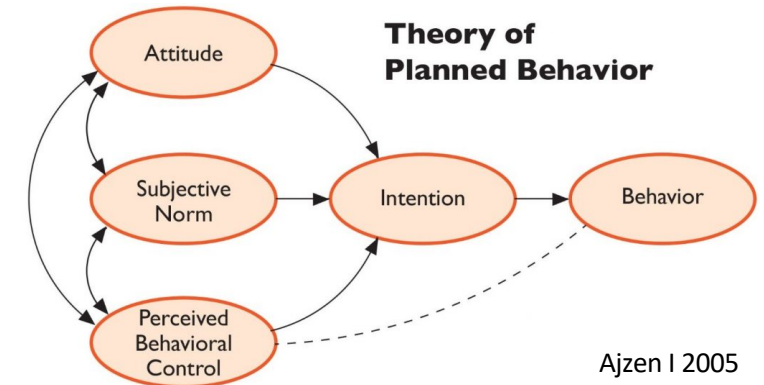 Theory of
Planned Behavior
Attitude
Subjective
Norm
Intention
Behavior
Perceived
Behavioral
Control
Ajzen I 2005